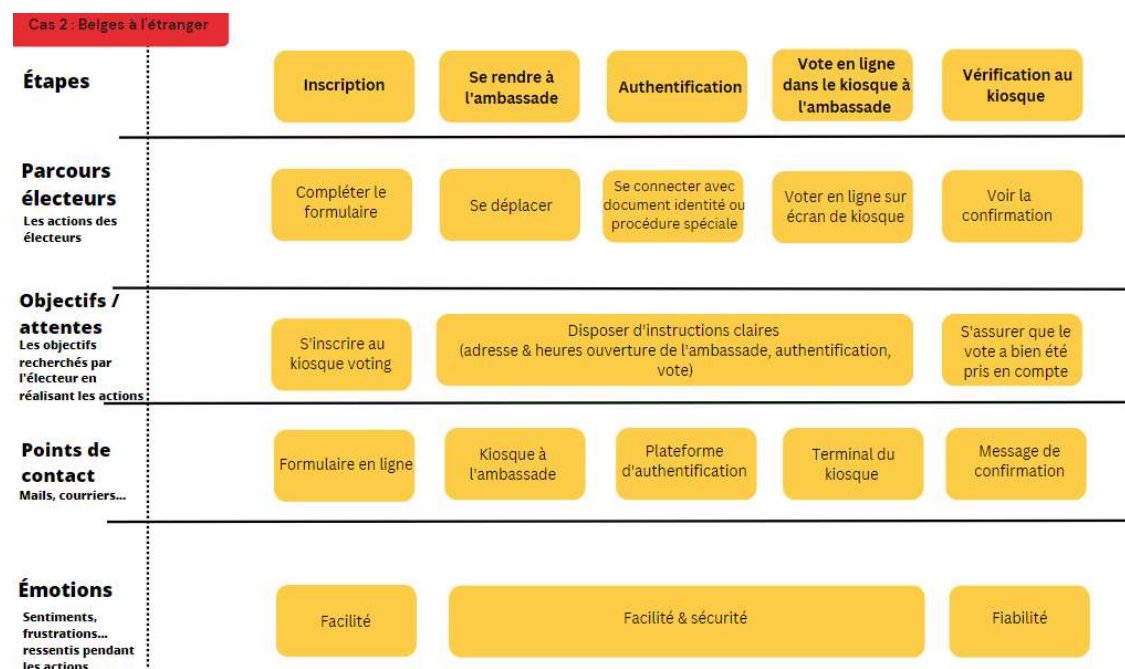 Cas 2 : Belges à l'étranger
Étapes
Inscription
Se rendre à
l'ambassade
Authentification
Vote en ligne
dans le kiosque à
l'ambassade
Vérification au
kiosque
Parcours
électeurs
Les actions des
électeurs
Compléter le
formulaire
Se déplacer
Se connecter avec
document identité ou
procédure spéciale
Voter en ligne sur
écran de kiosque
Voir la
confirmation
Objectifs /
attentes
Les objectifs
recherchés par
l'électeur en
réalisant les actions
S'inscrire au
kiosque voting
Disposer d'instructions claires
(adresse & heures ouverture de l'ambassade, authentification,
vote)
S'assurer que le
vote a bien été
pris en compte
Points de
contact
Mails, courriers...
Formulaire en ligne
Kiosque à
l'ambassade
Plateforme
d'authentification
Terminal du
kiosque
Message de
confirmation
Émotions
Sentiments,
frustrations...
ressentis pendant
les actions
Facilité
Facilité & sécurité
Fiabilité